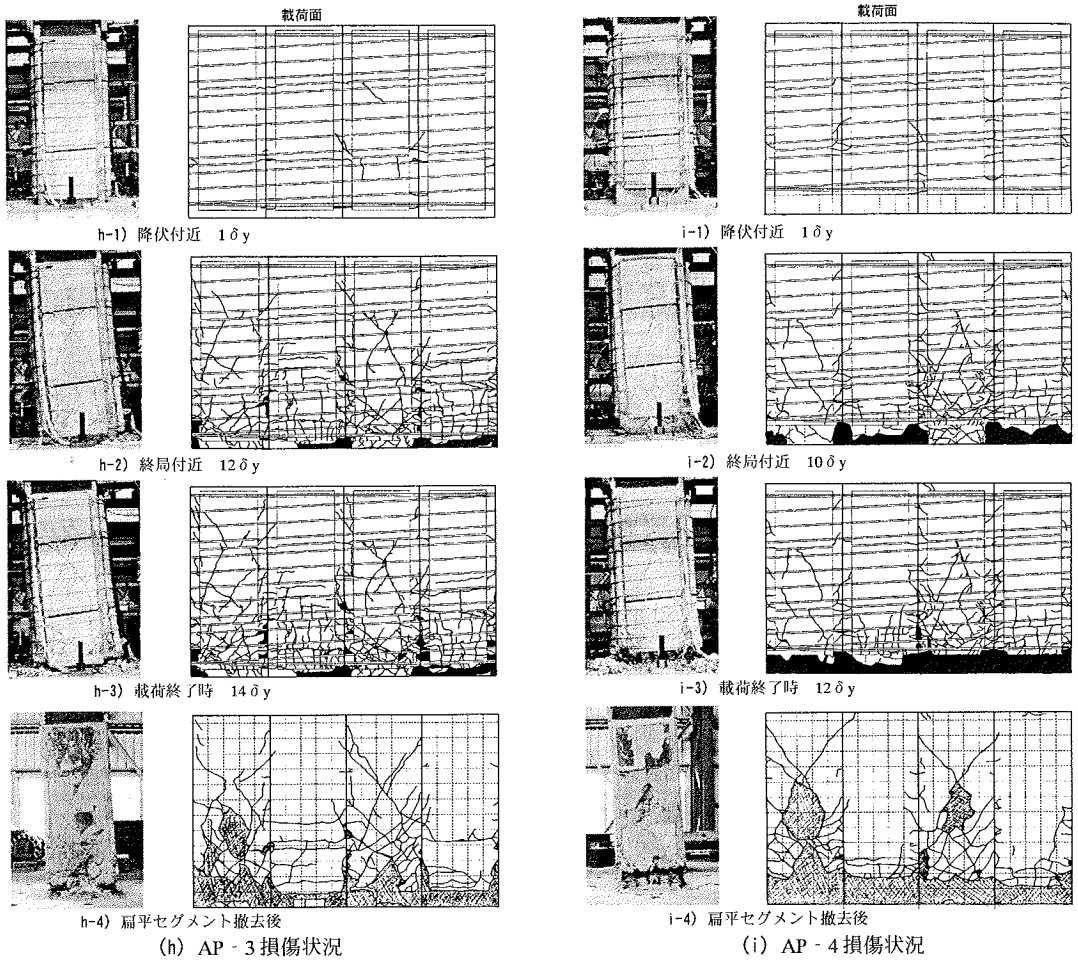 載荷面
h-1) 降伏付近 1δy
h-2) 終局付近 12δy
h-3) 載荷終了時 14δy
h-4) 扁平セグメント撤去後
(h) AP - 3 損傷状況
載荷面
i-1) 降伏付近 1δy
i-2) 終局付近 10δy
i-3) 載荷終了時 12δy
i-4) 扁平セグメント撤去後
(i) AP - 4 損傷状況